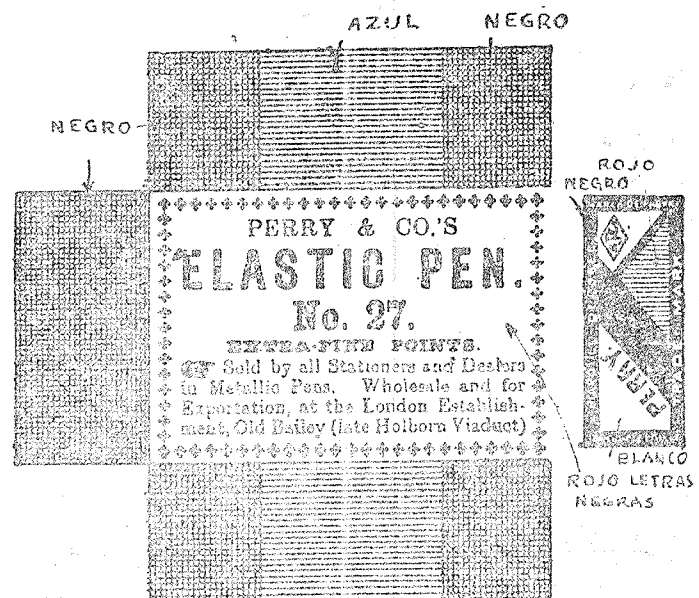 AZUL
NEGRO
NEGRO
ROJO
NEGRO
PERRY & CO.'S
ELASTIC PEN.
No. 27.
EXTRA-FINE POINTS.
Sold by all Stationers and Dealers
in Metallic Pens. Wholesale and for
Exportation, at the London Establish-
ment, Old Bailey (late Holborn Viaduct)
PERRY
BLANCO
ROJO LETRAS
NEGRAS